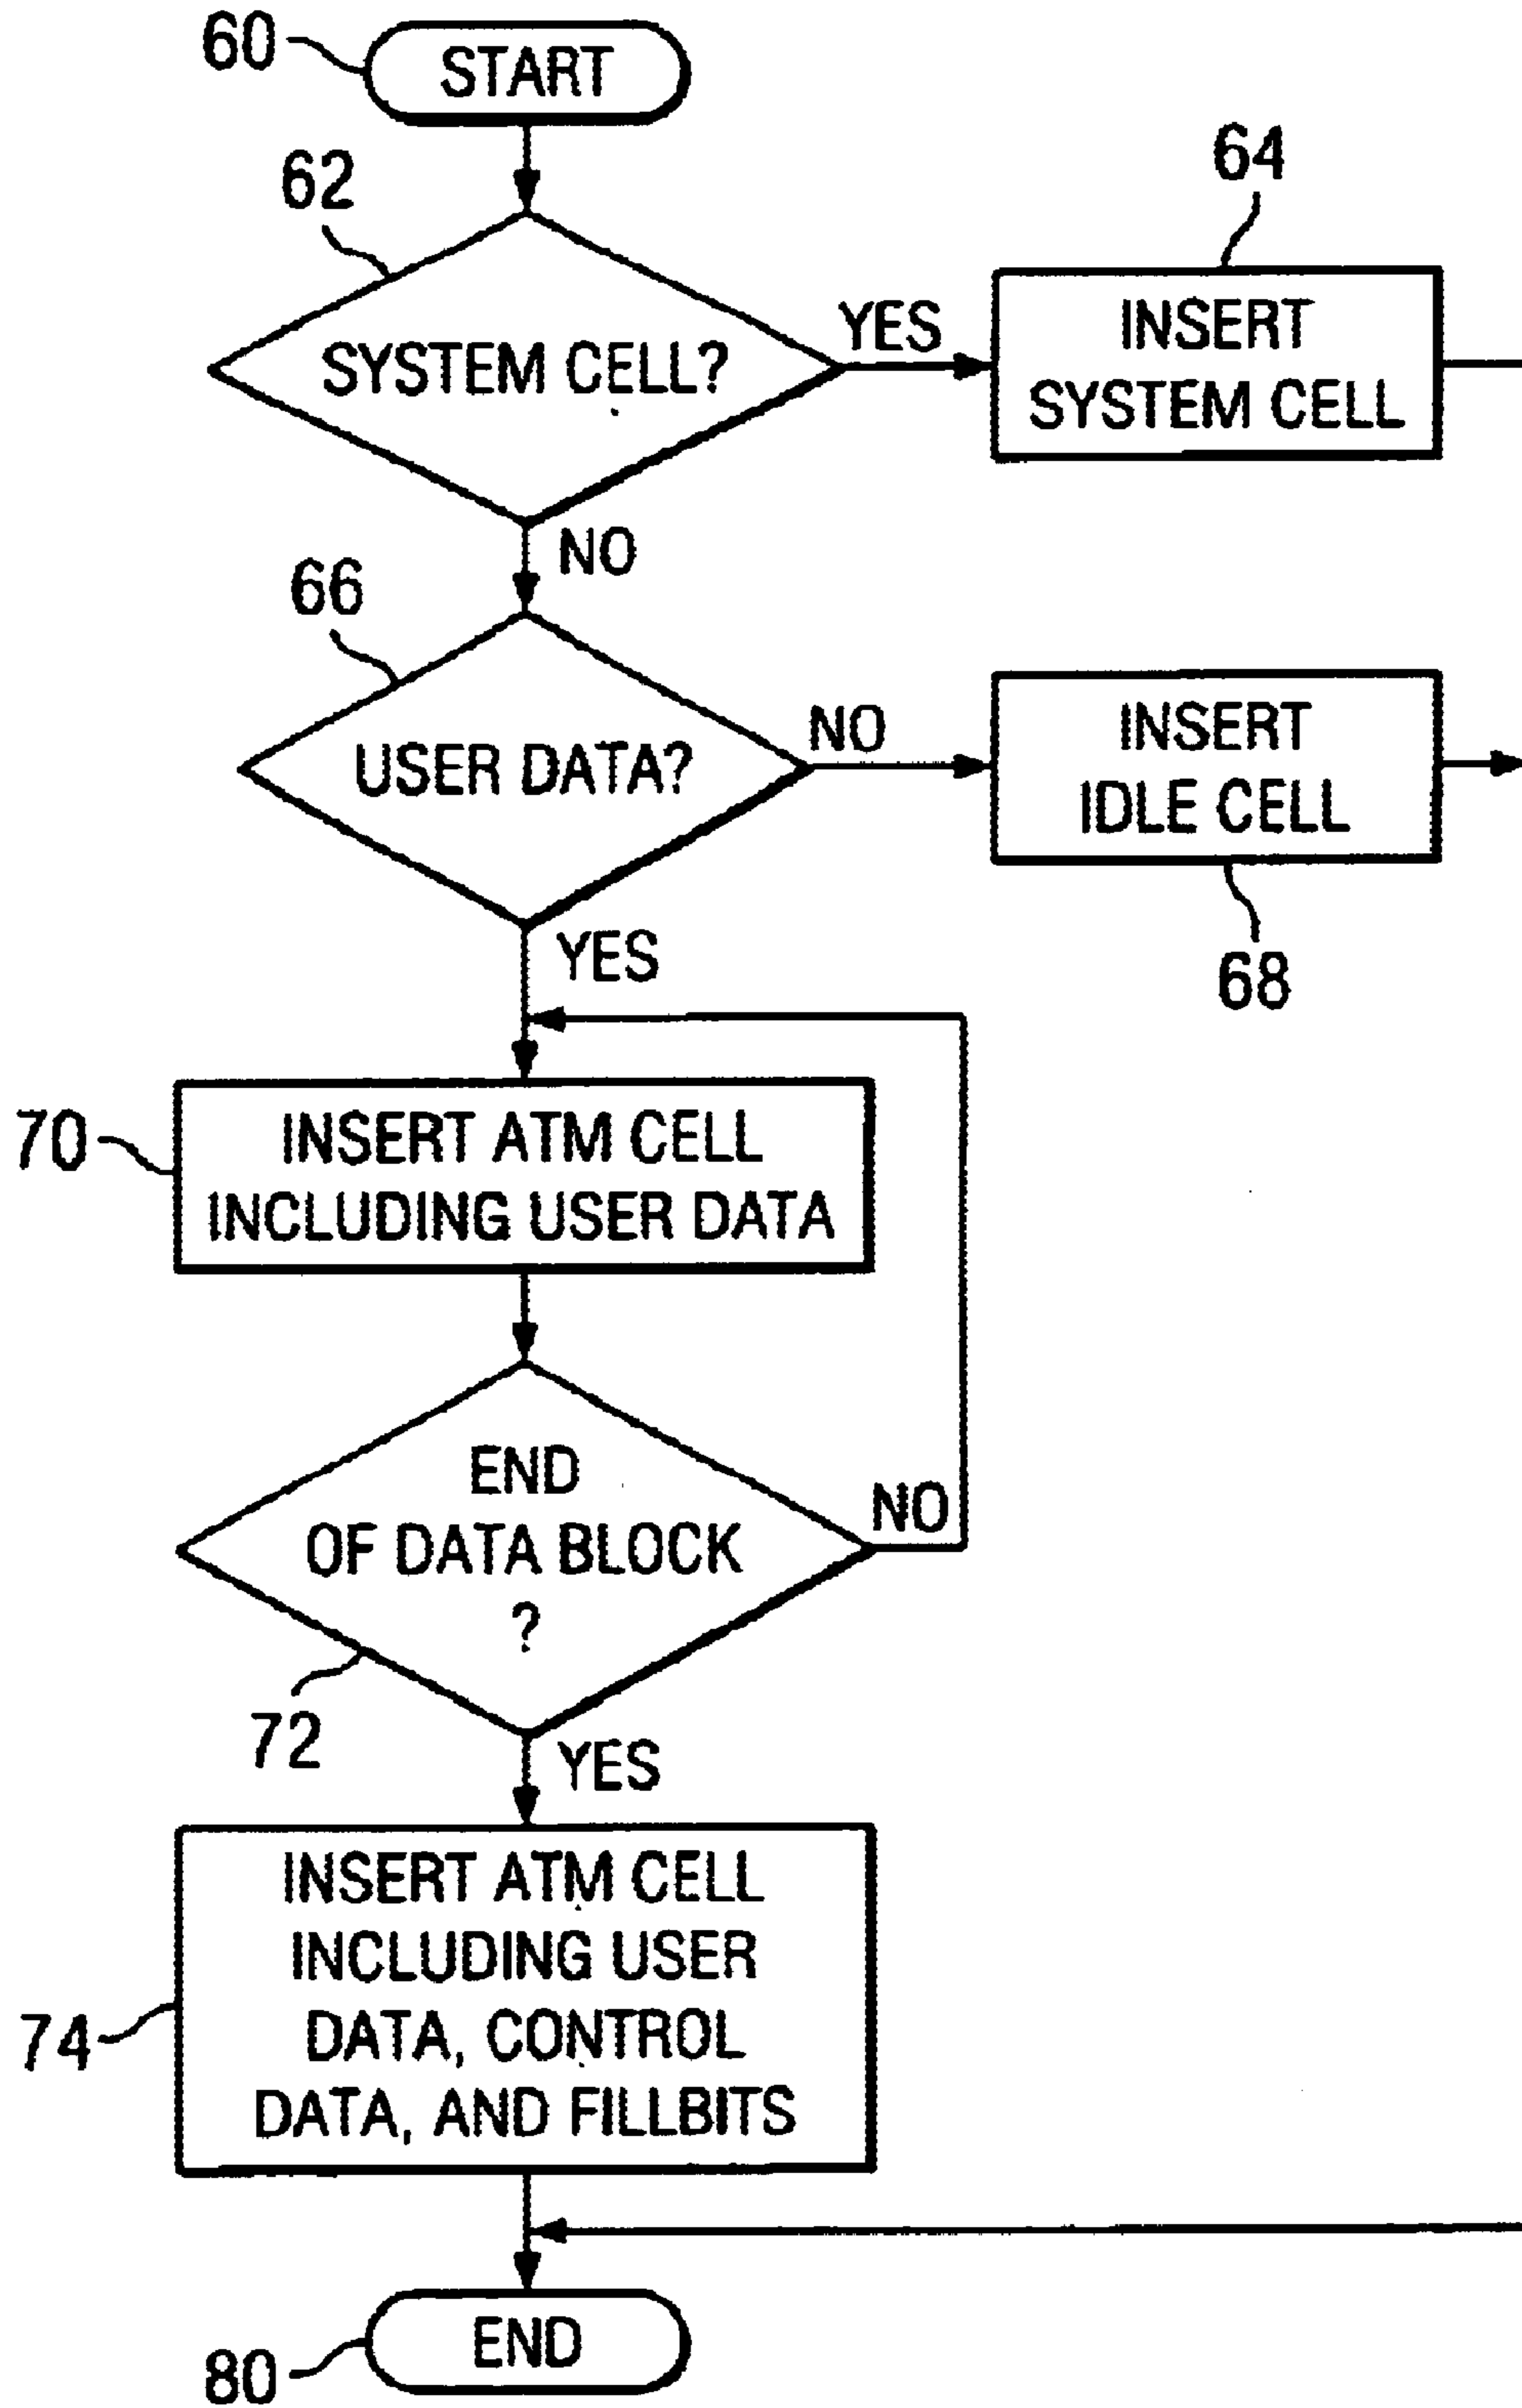 60
START
62
64
SYSTEM CELL?
YES
INSERT
SYSTEM CELL
NO
66
USER DATA?
NO
INSERT
IDLE CELL
68
YES
70
INSERT ATM CELL
INCLUDING USER DATA
END
OF DATA BLOCK
?
NO
72
YES
INSERT ATM CELL
INCLUDING USER
DATA, CONTROL
DATA, AND FILLBITS
74
END
80